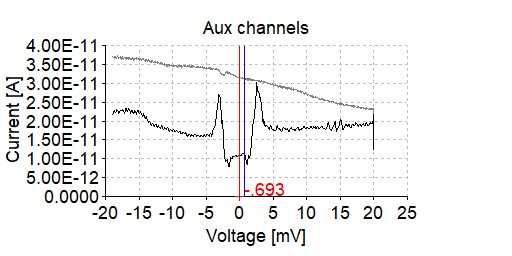 Aux channels
Current [A]
4.00E-11
3.50E-11
3.00E-11
2.50E-11
2.00E-11
1.50E-11
1.00E-11
5.00E-12
0.0000
-.693
-20 -15 -10 -5 0 5 10 15 20 25
Voltage [mV]